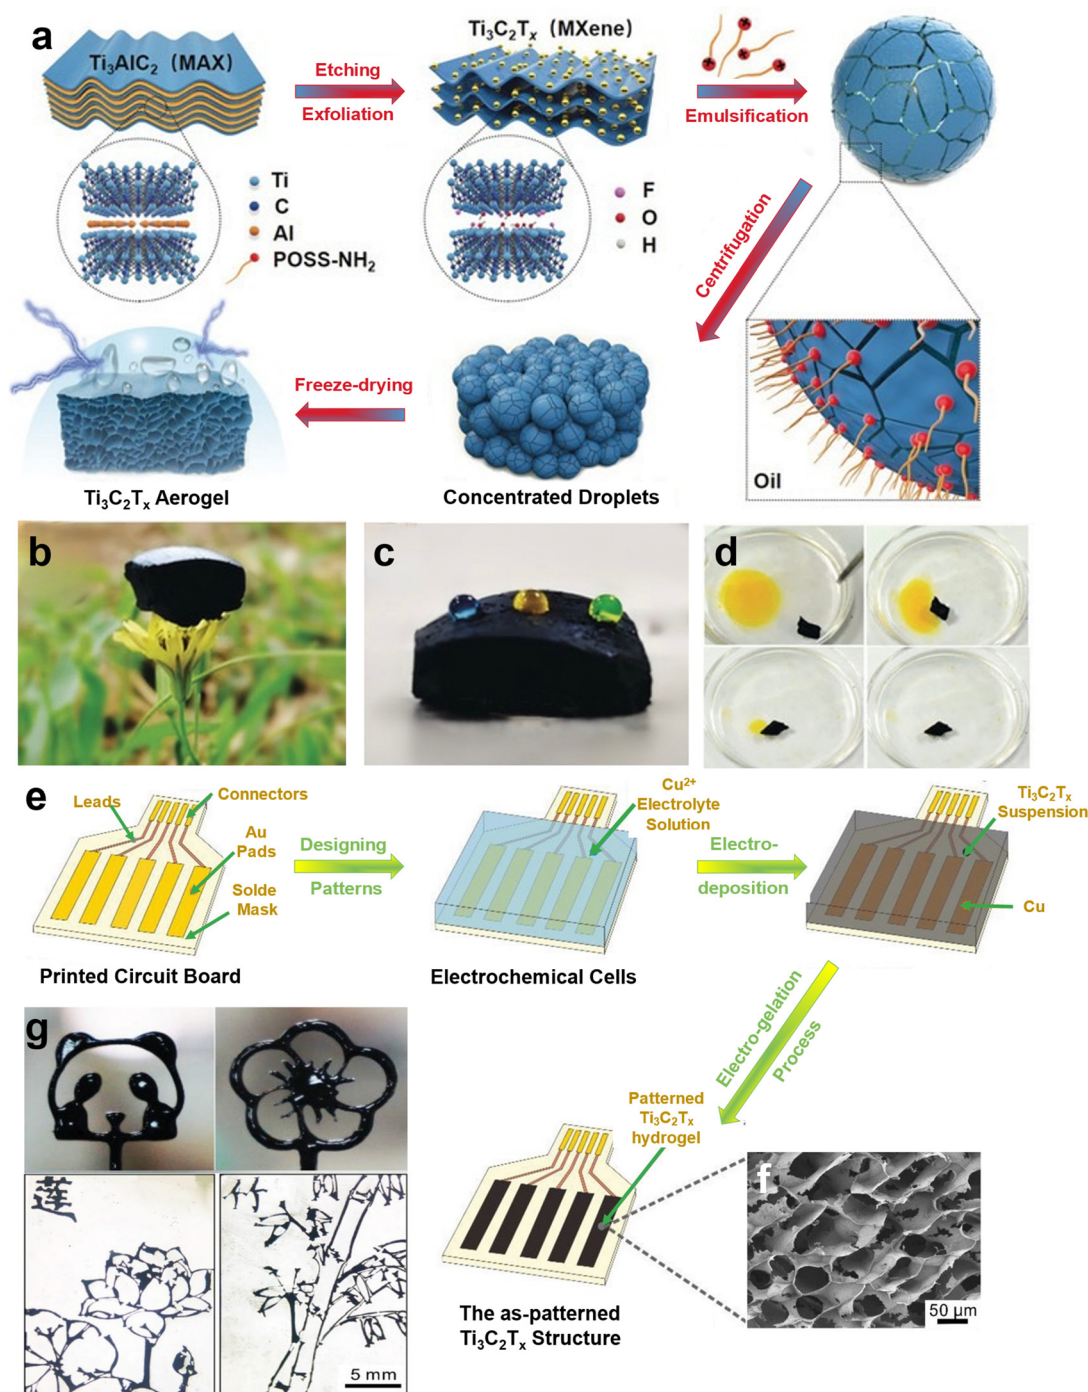 a
Ti₃AlC₂ (MAX)
Etching
Exfoliation
Ti₃C₂Tₓ (MXene)
Emulsification
Ti
C
Al
POSS-NH₂
F
O
H
Centrifugation
Oil
Freeze-drying
Ti₃C₂Tₓ Aerogel
Concentrated Droplets
b
c
d
e
Leads
Connectors
Au
Pads
Solde
Mask
Printed Circuit Board
Designing
Patterns
Cu²⁺
Electrolyte
Solution
Electrochemical Cells
Electro-
deposition
Ti₃C₂Tₓ
Suspension
Cu
Electro-gelation
Process
g
莲
竹
5 mm
Patterned
Ti₃C₂Tₓ
hydrogel
The as-patterned
Ti₃C₂Tₓ Structure
f
50 µm